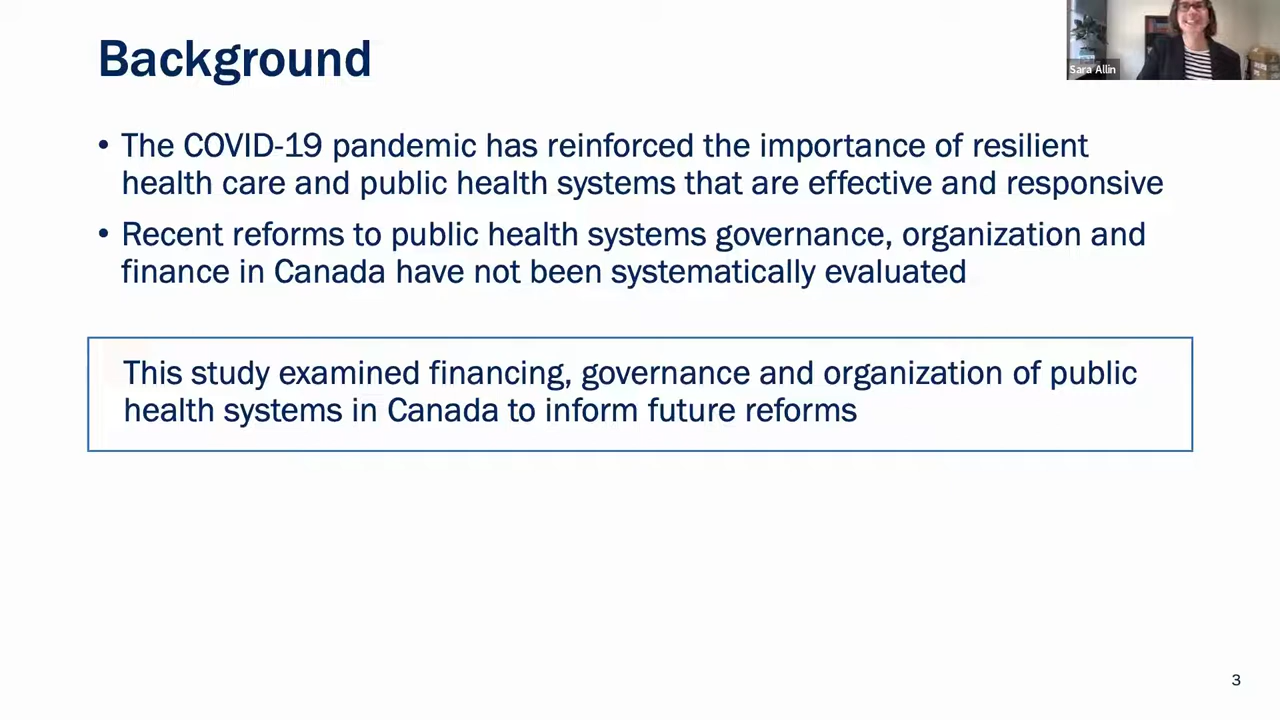 Background
Sara Allin
• The COVID-19 pandemic has reinforced the importance of resilient
health care and public health systems that are effective and responsive
• Recent reforms to public health systems governance, organization and
finance in Canada have not been systematically evaluated
This study examined financing, governance and organization of public
health systems in Canada to inform future reforms
3